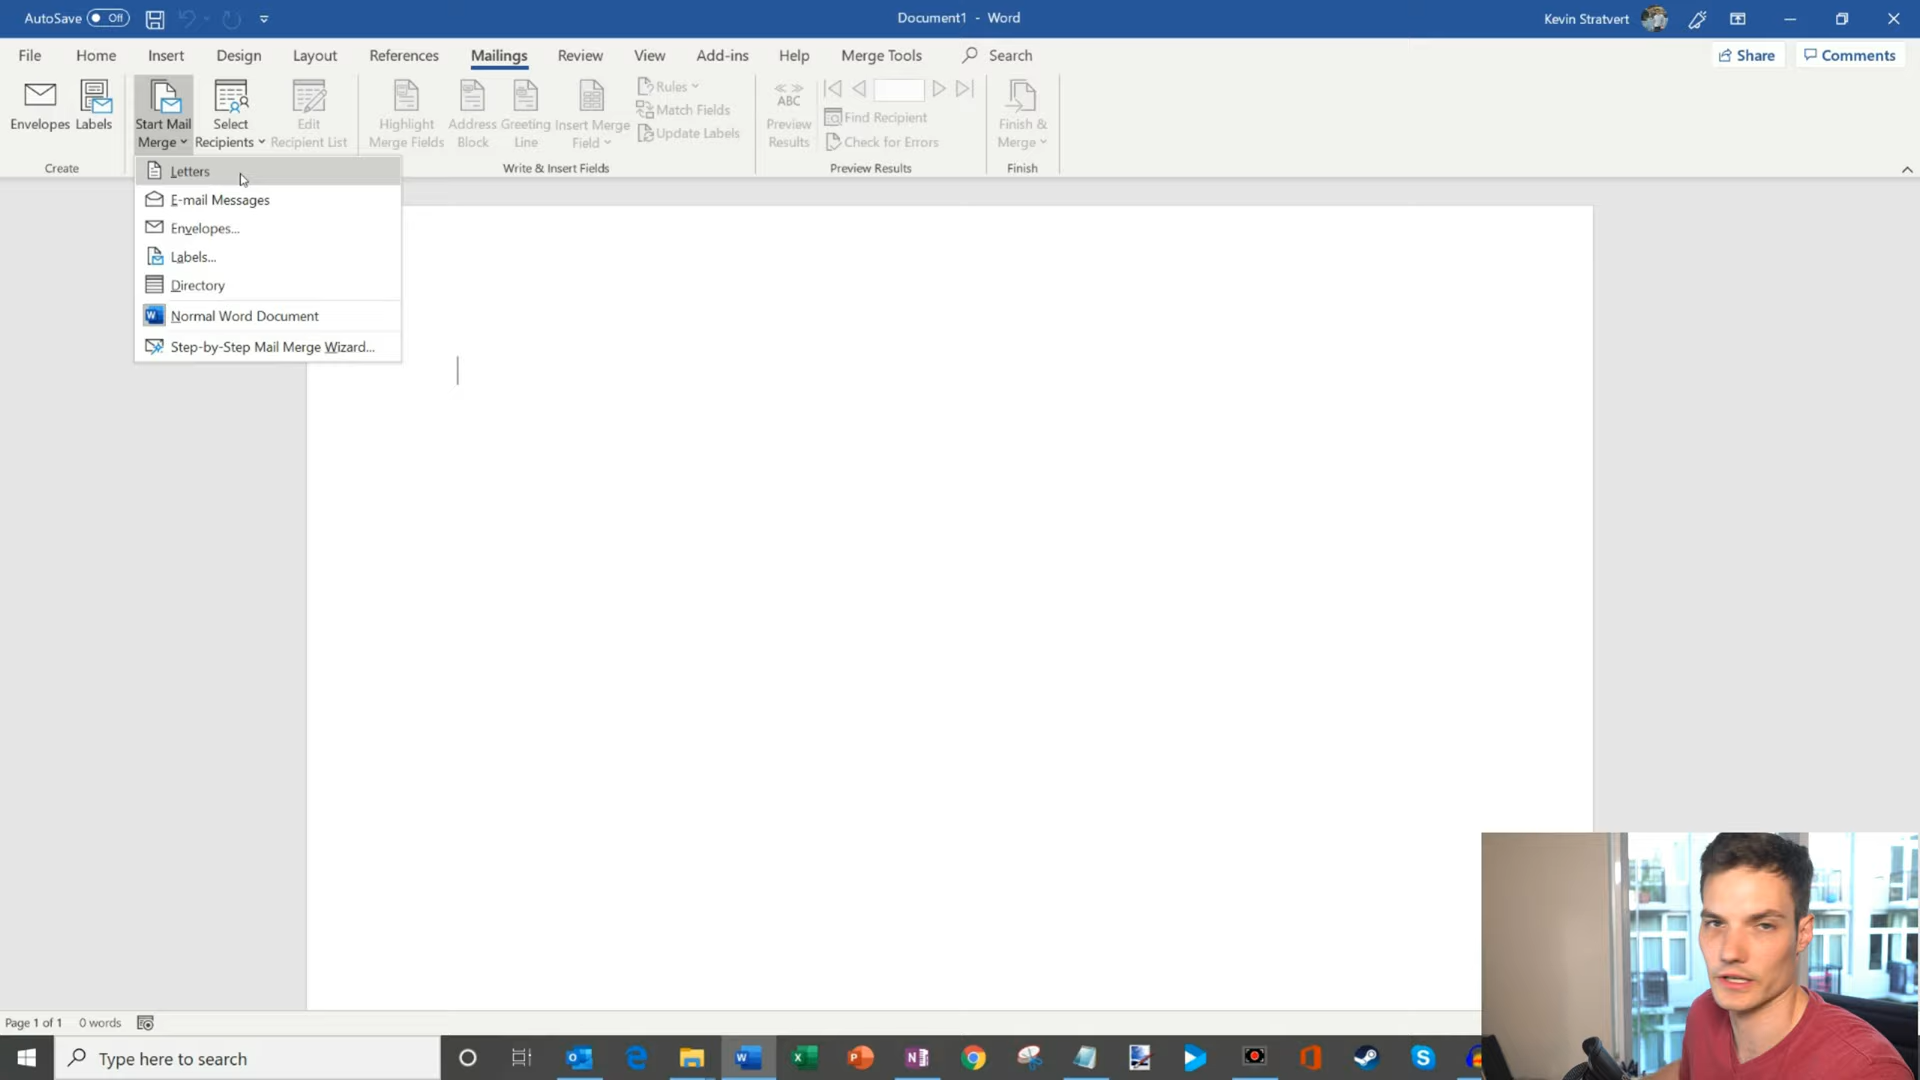 AutoSave Off
Document1 - Word
Kevin Stratvert
File Home Insert Design Layout References Mailings Review View Add-ins Help Merge Tools Search
Share Comments
Envelopes
Labels
Start Mail
Merge
Select
Recipients
Edit
Recipient List
Highlight
Merge Fields
Address
Block
Greeting
Line
Insert Merge
Field
Rules
Match Fields
Update Labels
ABC
Preview
Results
Find Recipient
Check for Errors
Finish &
Merge
Create
Write & Insert Fields
Preview Results
Finish
Letters
E-mail Messages
Envelopes...
Labels...
Directory
Normal Word Document
Step-by-Step Mail Merge Wizard...
Page 1 of 1 0 words
Type here to search